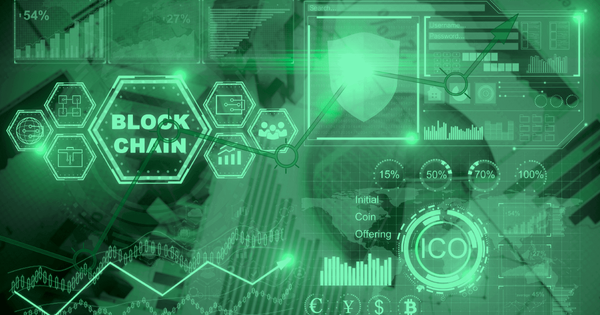 54%
27%
BLOCK
CHAIN
15% 50% 70% 100%
Initial
Coin
Offering
ICO
€ ¥ $ ₿